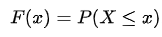 F(x) = P(X ≤ x)